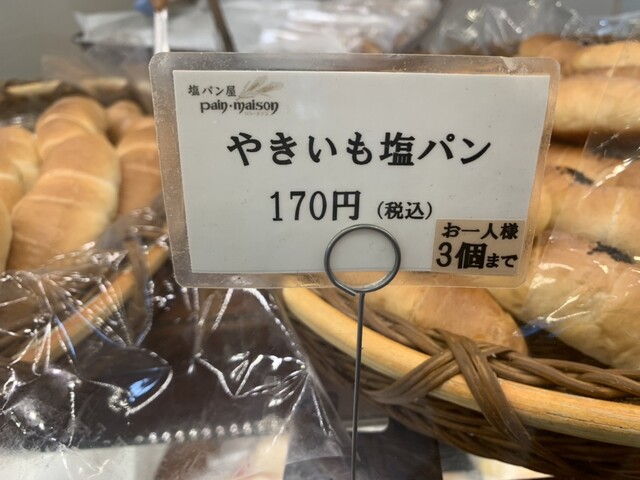 塩パン屋
pain・maison
やきいも塩パン
170円(税込)
お一人様
3個まで